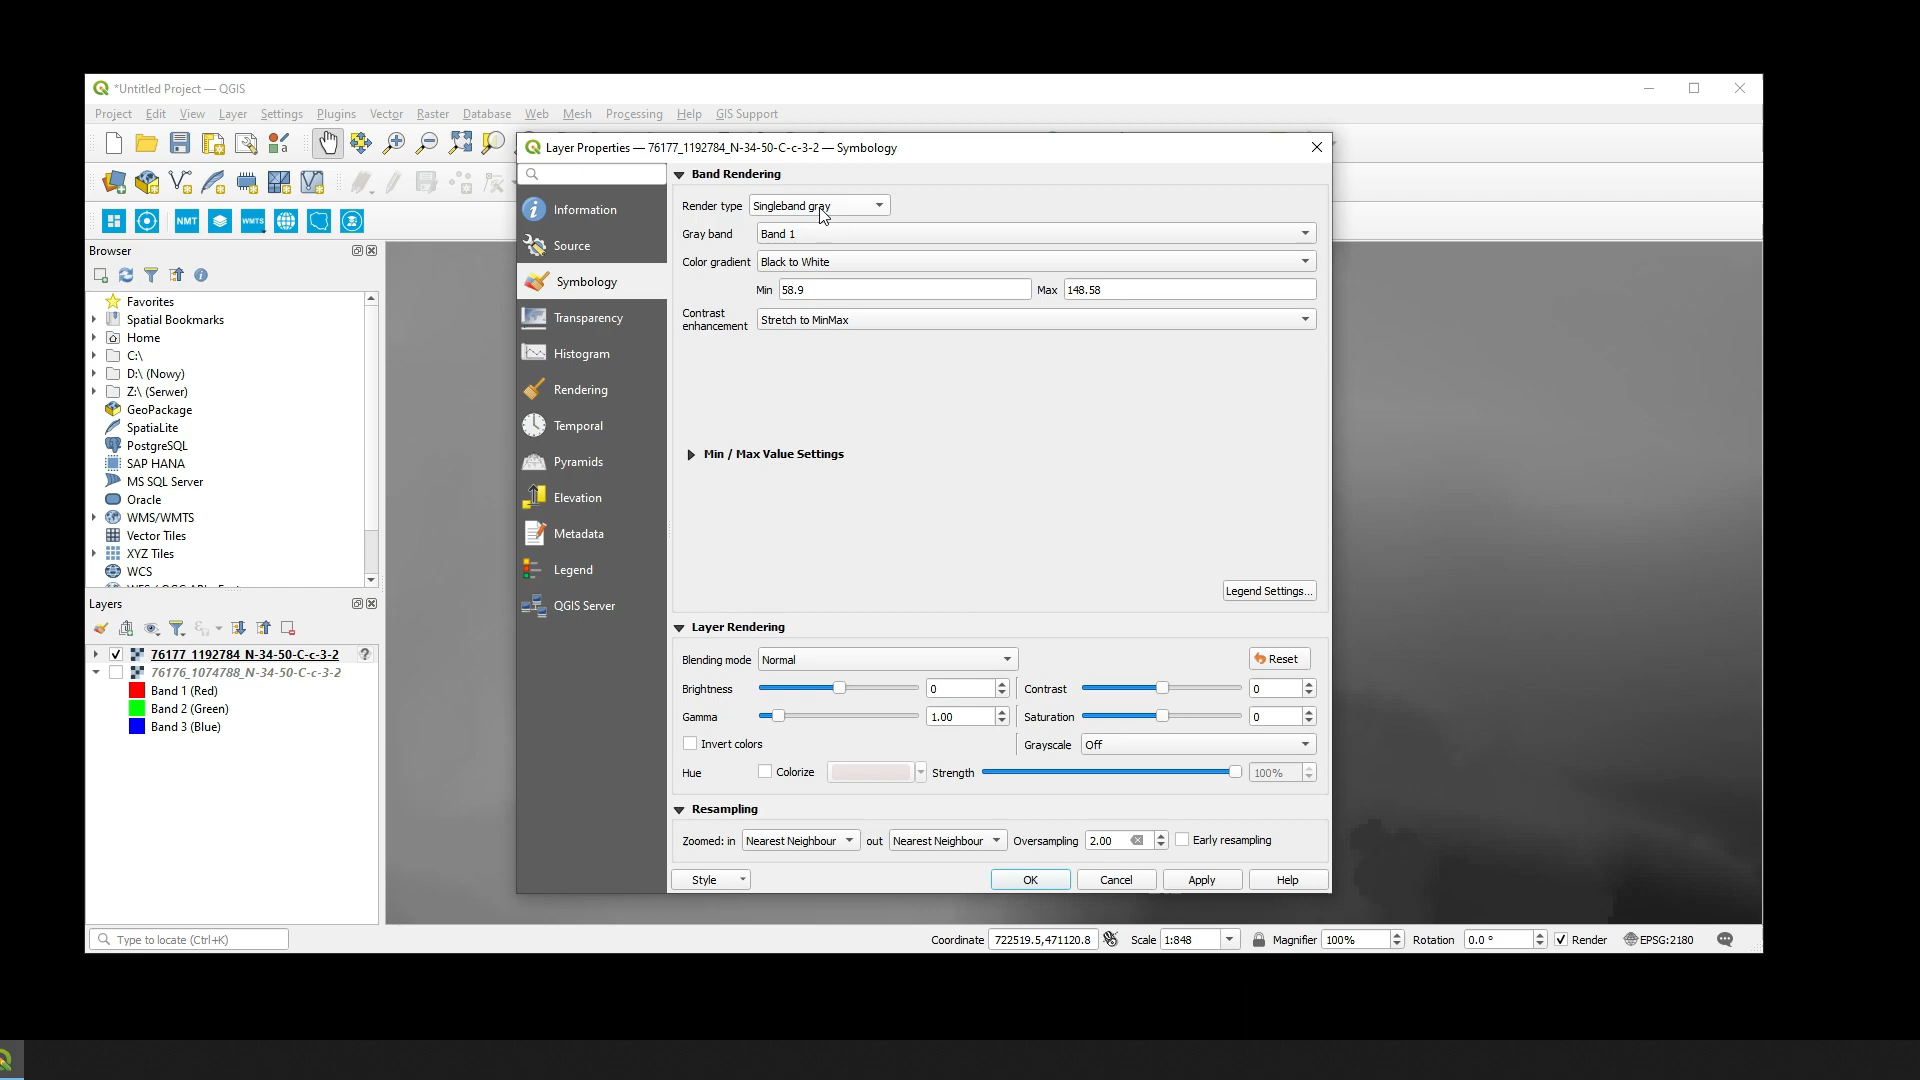 *Untitled Project — QGIS
Project Edit View Layer Settings Plugins Vector Raster Database Web Mesh Processing Help GIS Support
NMT WMTS
Browser
Favorites
Spatial Bookmarks
Home
C:\
D:\ (Nowy)
Z:\ (Serwer)
GeoPackage
SpatiaLite
PostgreSQL
SAP HANA
MS SQL Server
Oracle
WMS/WMTS
Vector Tiles
XYZ Tiles
WCS
Layers
76177_1192784_N-34-50-C-c-3-2
76176_1074788_N-34-50-C-c-3-2
Band 1 (Red)
Band 2 (Green)
Band 3 (Blue)
Layer Properties — 76177_1192784_N-34-50-C-c-3-2 — Symbology
Information
Source
Symbology
Transparency
Histogram
Rendering
Temporal
Pyramids
Elevation
Metadata
Legend
QGIS Server
Band Rendering
Render type Singleband gray
Gray band Band 1
Color gradient Black to White
Min 58.9 Max 148.58
Contrast
enhancement Stretch to MinMax
Min / Max Value Settings
Legend Settings...
Layer Rendering
Blending mode Normal Reset
Brightness 0 Contrast 0
Gamma 1.00 Saturation 0
Invert colors Grayscale Off
Hue Colorize Strength 100%
Resampling
Zoomed: in Nearest Neighbour out Nearest Neighbour Oversampling 2.00 Early resampling
Style OK Cancel Apply Help
Type to locate (Ctrl+K) Coordinate 722519.5,471120.8 Scale 1:848 Magnifier 100% Rotation 0.0 ° Render EPSG:2180